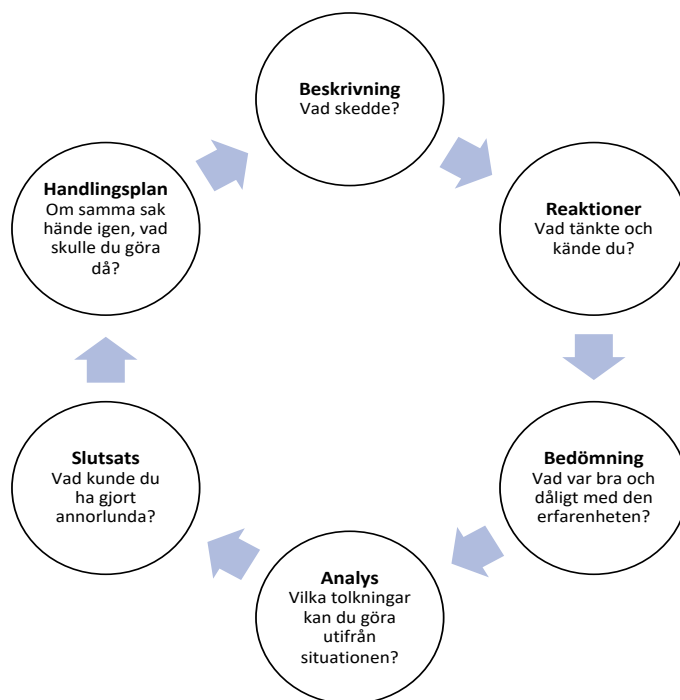 Beskrivning
Vad skedde?
Reaktioner
Vad tänkte och
kände du?
Bedömning
Vad var bra och
dåligt med den
erfarenheten?
Analys
Vilka tolkningar
kan du göra
utifrån
situationen?
Slutsats
Vad kunde du
ha gjort
annorlunda?
Handlingsplan
Om samma sak
hände igen, vad
skulle du göra
då?